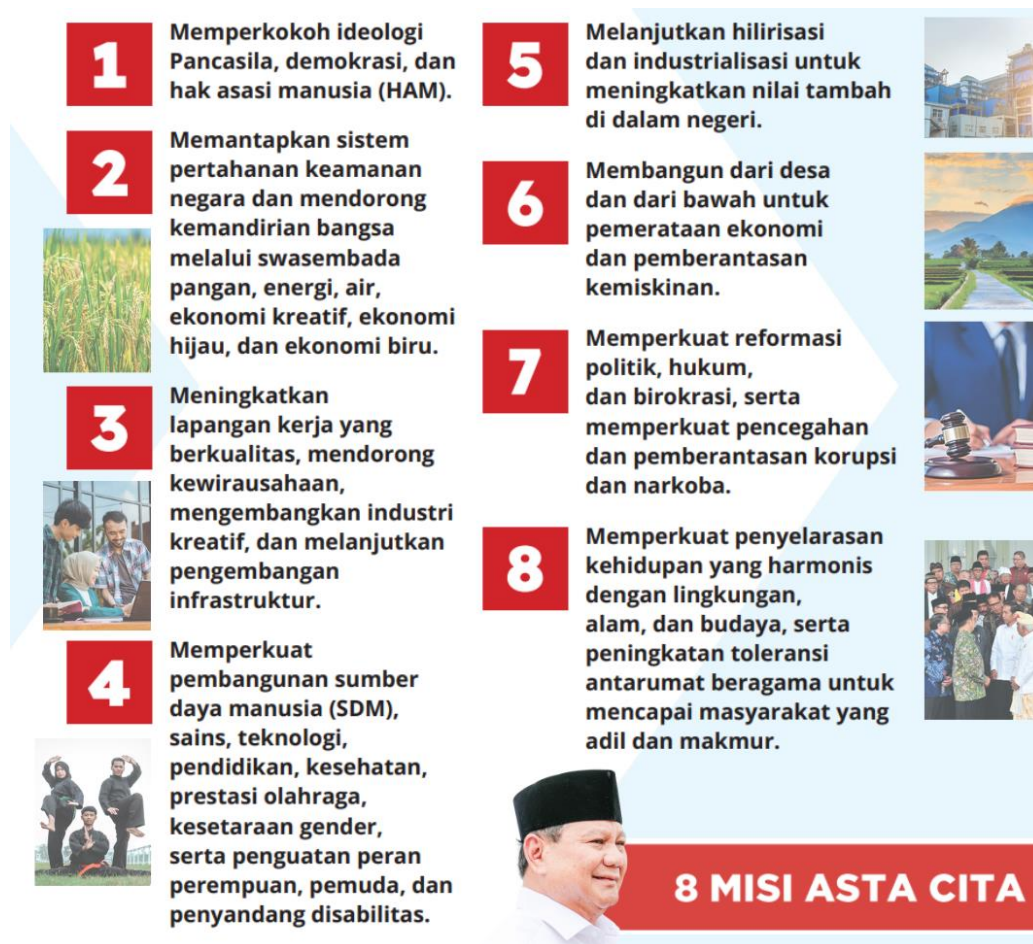 1
Memperkokoh ideologi
Pancasila, demokrasi, dan
hak asasi manusia (HAM).
2
Memantapkan sistem
pertahanan keamanan
negara dan mendorong
kemandirian bangsa
melalui swasembada
pangan, energi, air,
ekonomi kreatif, ekonomi
hijau, dan ekonomi biru.
3
Meningkatkan
lapangan kerja yang
berkualitas, mendorong
kewirausahaan,
mengembangkan industri
kreatif, dan melanjutkan
pengembangan
infrastruktur.
4
Memperkuat
pembangunan sumber
daya manusia (SDM),
sains, teknologi,
pendidikan, kesehatan,
prestasi olahraga,
kesetaraan gender,
serta penguatan peran
perempuan, pemuda, dan
penyandang disabilitas.
5
Melanjutkan hilirisasi
dan industrialisasi untuk
meningkatkan nilai tambah
di dalam negeri.
6
Membangun dari desa
dan dari bawah untuk
pemerataan ekonomi
dan pemberantasan
kemiskinan.
7
Memperkuat reformasi
politik, hukum,
dan birokrasi, serta
memperkuat pencegahan
dan pemberantasan korupsi
dan narkoba.
8
Memperkuat penyelarasan
kehidupan yang harmonis
dengan lingkungan,
alam, dan budaya, serta
peningkatan toleransi
antarumat beragama untuk
mencapai masyarakat yang
adil dan makmur.
8 MISI ASTA CITA